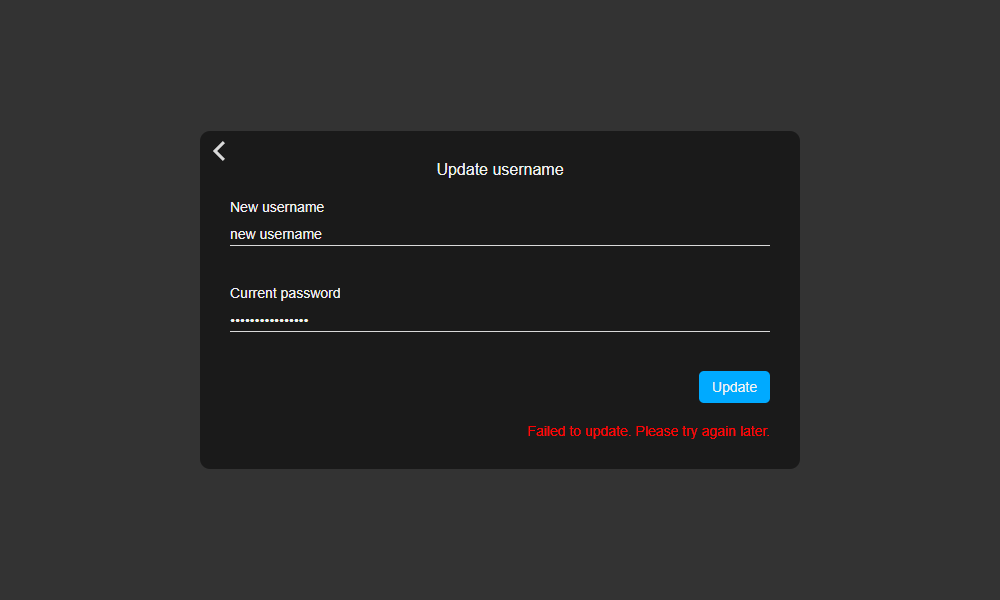 Update username
New username
new username
Current password
••••••••••••••••
Update
Failed to update. Please try again later.